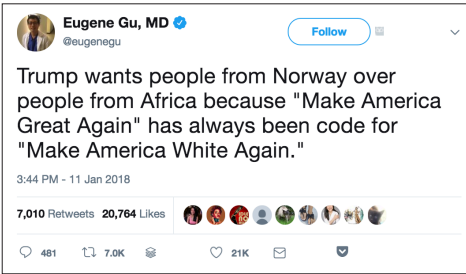 Eugene Gu, MD
@eugenegu
Follow
Trump wants people from Norway over
people from Africa because "Make America
Great Again" has always been code for
"Make America White Again."
3:44 PM - 11 Jan 2018
7,010 Retweets 20,764 Likes
481 7.0K 21K